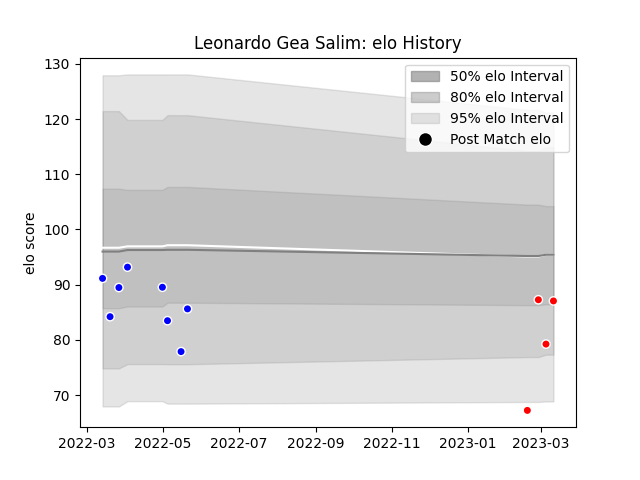 Leonardo Gea Salim: elo History
elo score
130
120
110
100
90
80
70
50% elo Interval
80% elo Interval
95% elo Interval
Post Match elo
2022-03
2022-05
2022-07
2022-09
2022-11
2023-01
2023-03